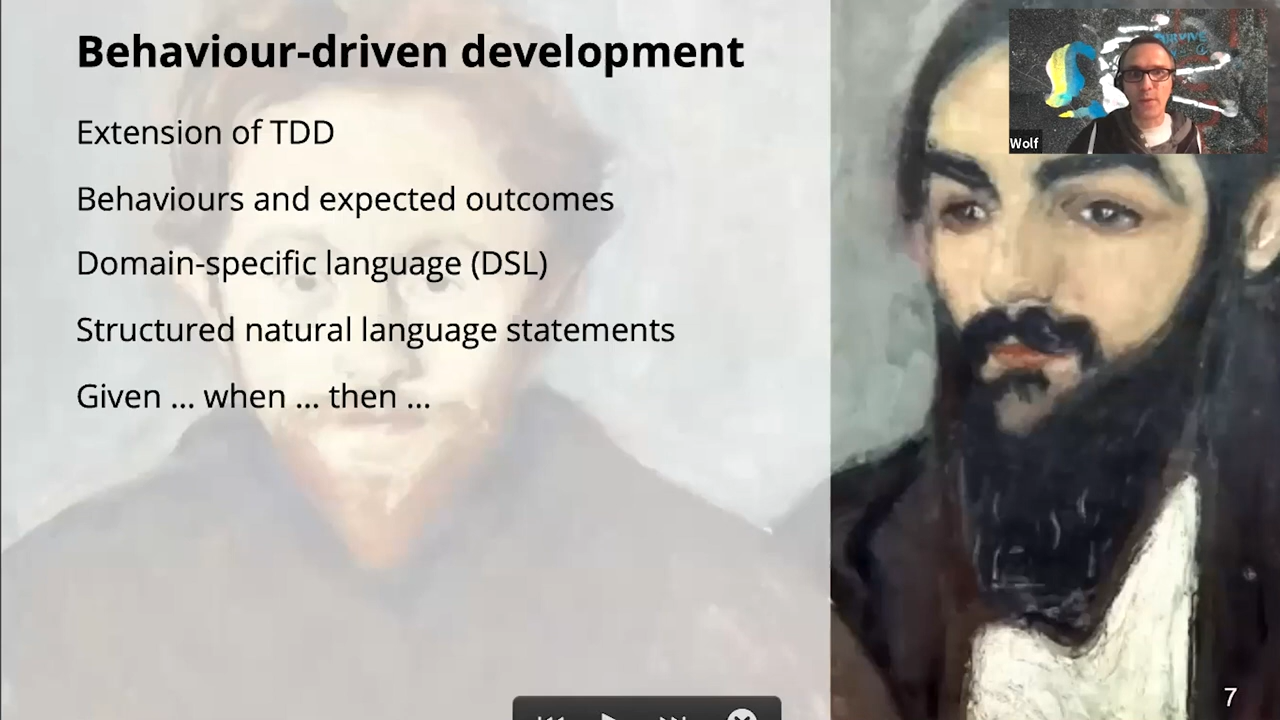 Behaviour-driven development
Extension of TDD
Behaviours and expected outcomes
Domain-specific language (DSL)
Structured natural language statements
Given ... when ... then ...
Wolf
7